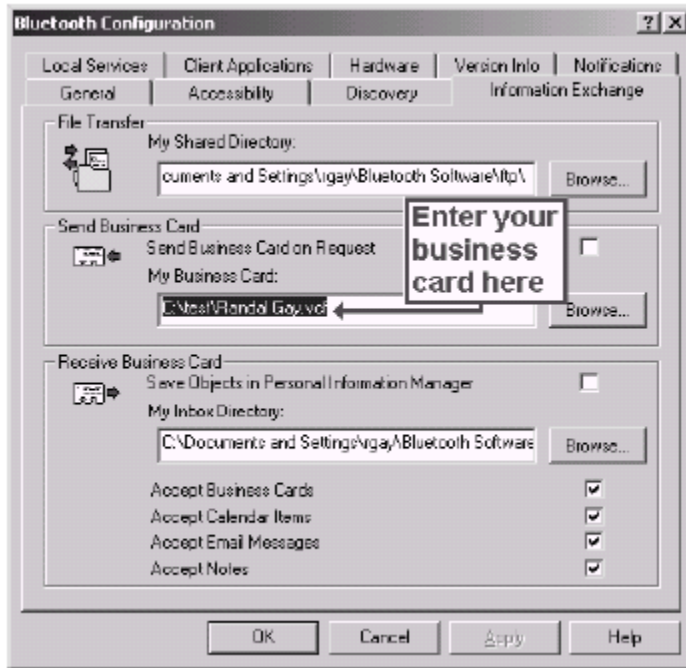 Bluetooth Configuration
Local Services Client Applications Hardware Version Info Notifications
General Accessibility Discovery Information Exchange
File Transfer
My Shared Directory:
cuments and Settings\rgay\Bluetooth Software\ftp\ Browse...
Send Business Card
Send Business Card on Request
My Business Card:
C:\test\Randal Gay.vcf Browse...
Enter your
business
card here
Receive Business Card
Save Objects in Personal Information Manager
My Inbox Directory:
C:\Documents and Settings\rgay\Bluetooth Software Browse...
Accept Business Cards
Accept Calendar Items
Accept Email Messages
Accept Notes
OK Cancel Apply Help